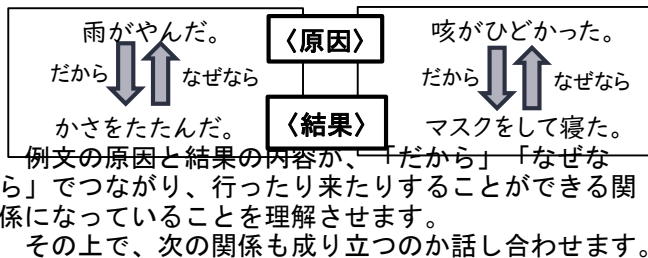 雨がやんだ。
だから なぜなら
かさをたたんだ。
〈原因〉
〈結果〉
咳がひどかった。
だから なぜなら
マスクをして寝た。
例文の原因と結果の内容が、「だから」「なぜな
ら」でつながり、行ったり来たりすることができる関
係になっていることを理解させます。
その上で、次の関係も成り立つのか話し合わせます。